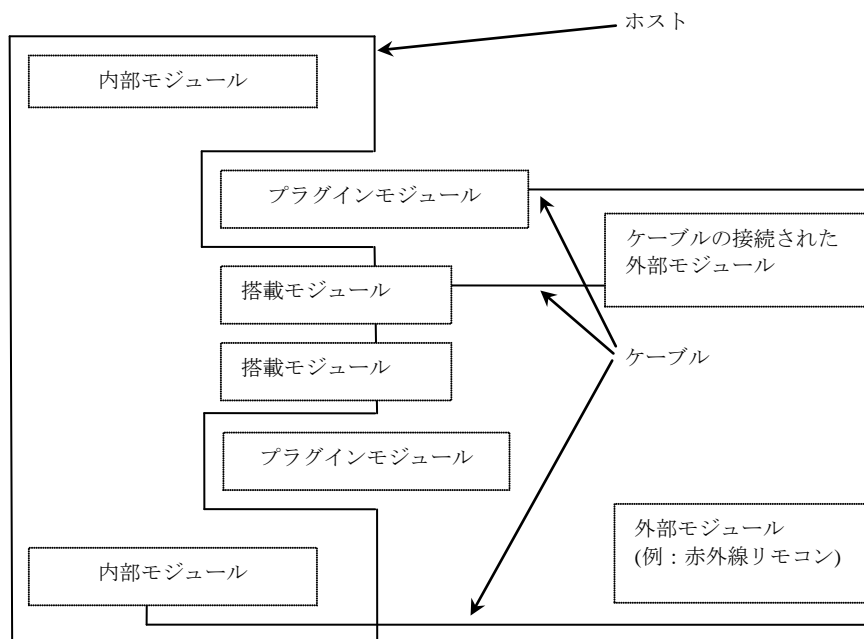 ホスト
内部モジュール
プラグインモジュール
ケーブルの接続された
外部モジュール
搭載モジュール
搭載モジュール
ケーブル
プラグインモジュール
外部モジュール
(例：赤外線リモコン)
内部モジュール